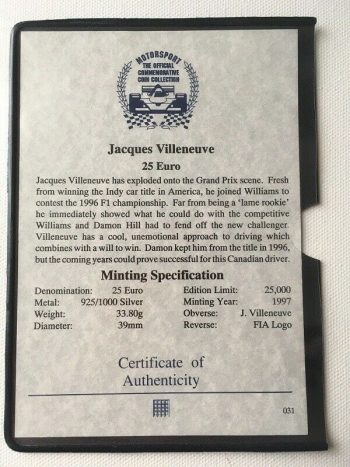 MOTORSPORT
THE OFFICIAL
COMMEMORATIVE
COIN COLLECTION
Jacques Villeneuve
25 Euro
Jacques Villeneuve has exploded onto the Grand Prix scene. Fresh
from winning the Indy car title in America, he joined Williams to
contest the 1996 F1 championship. Far from being a 'lame rookie'
he immediately showed what he could do with the competitive
Williams and Damon Hill had to fend off the new challenger.
Villeneuve has a cool, unemotional approach to driving which
combines with a will to win. Damon kept him from the title in 1996,
but the coming years could prove successful for this Canadian driver.
Minting Specification
Denomination: 25 Euro Edition Limit: 25,000
Metal: 925/1000 Silver Minting Year: 1997
Weight: 33.80g Obverse: J. Villeneuve
Diameter: 39mm Reverse: FIA Logo
Certificate of
Authenticity
031